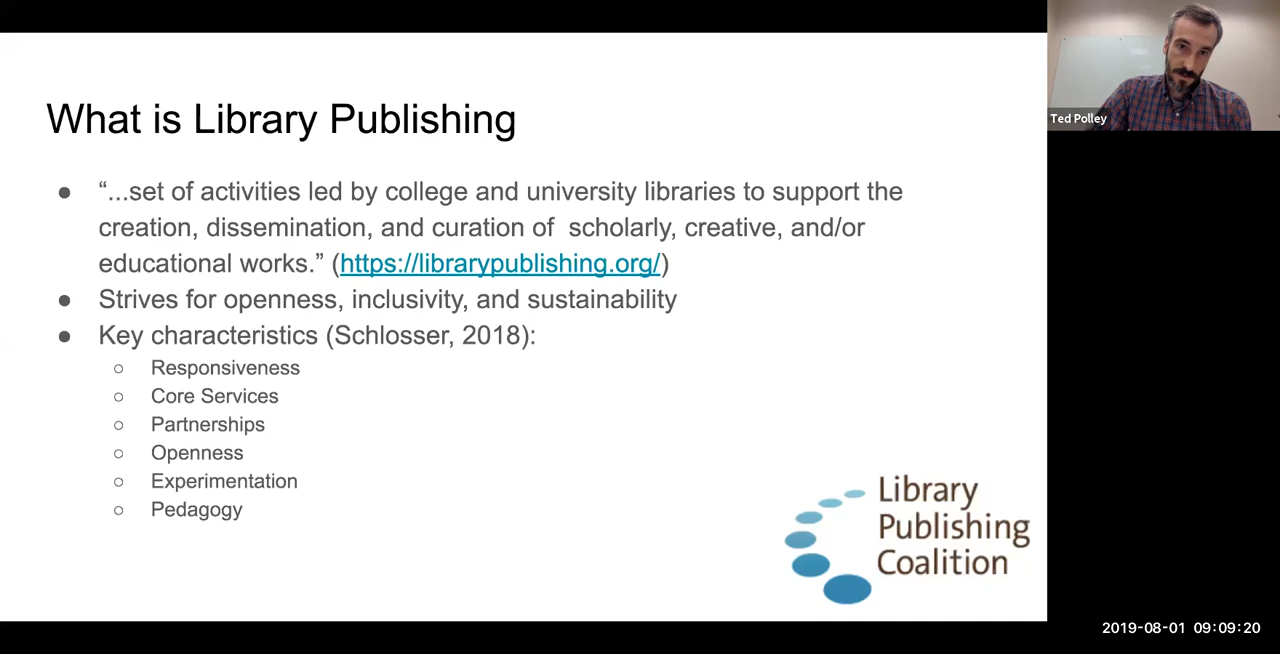 What is Library Publishing
● “...set of activities led by college and university libraries to support the
creation, dissemination, and curation of  scholarly, creative, and/or
educational works.” (https://librarypublishing.org/)
● Strives for openness, inclusivity, and sustainability
● Key characteristics (Schlosser, 2018):
○ Responsiveness
○ Core Services
○ Partnerships
○ Openness
○ Experimentation
○ Pedagogy
Library
Publishing
Coalition
Ted Polley
2019-08-01 09:09:20